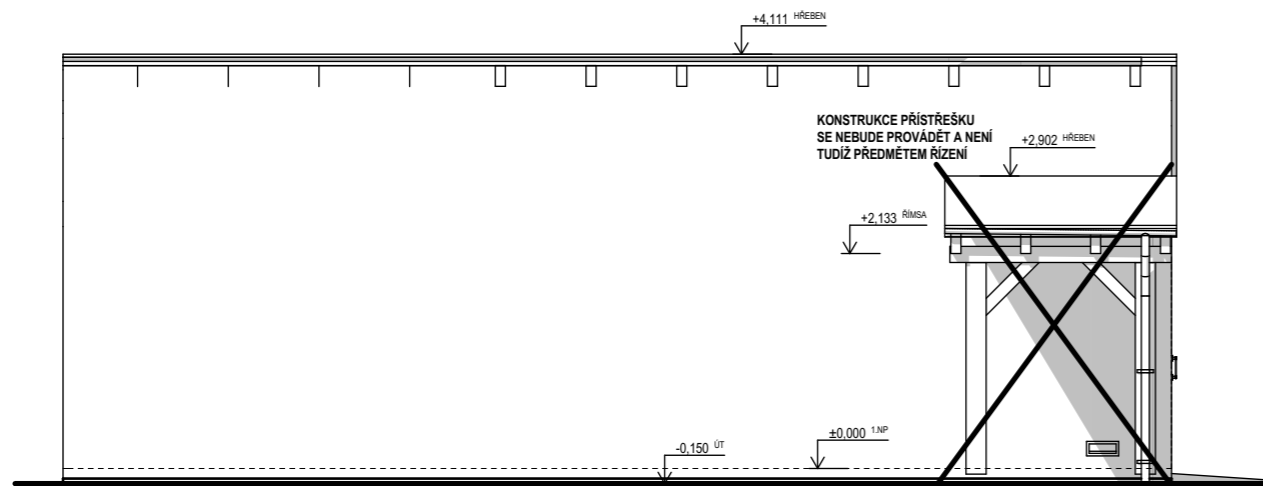 +4,111 HŘEBEN
KONSTRUKCE PŘÍSTŘEŠKU
SE NEBUDE PROVÁDĚT A NENÍ
TUDÍŽ PŘEDMĚTEM ŘÍZENÍ
+2,902 HŘEBEN
+2,133 ŘÍMSA
±0,000 1.NP
-0,150 ÚT